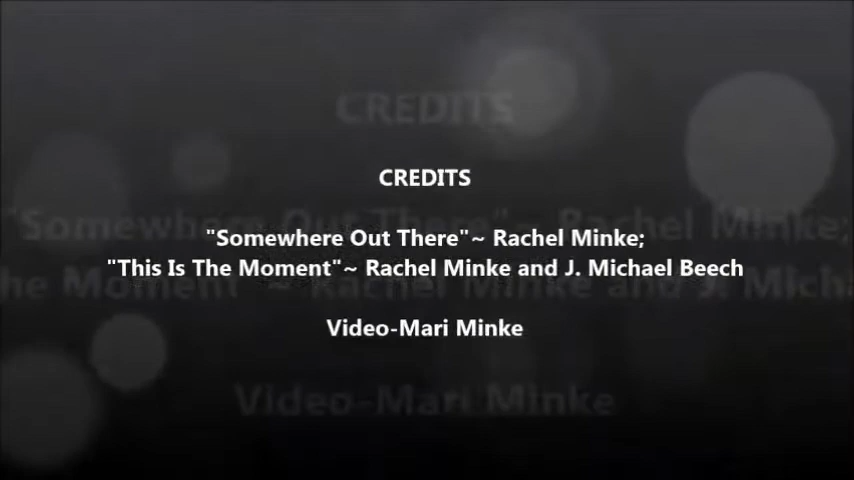 CREDITS
"Somewhere Out There"~ Rachel Minke;
"This Is The Moment"~ Rachel Minke and J. Michael Beech
Video-Mari Minke